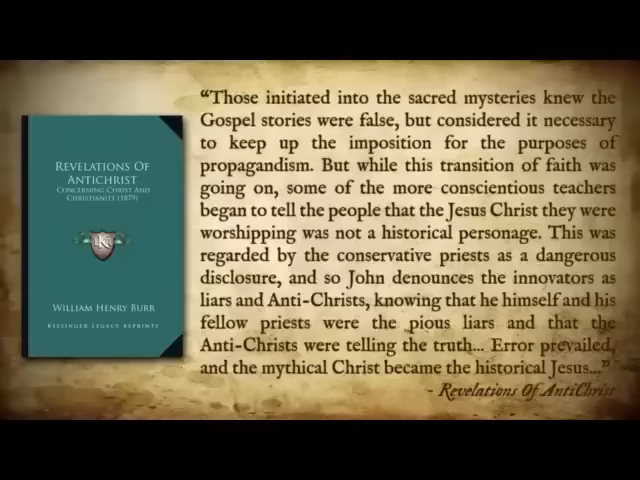 REVELATIONS OF
ANTICHRIST
CONCERNING CHRIST AND
CHRISTIANITY (1879)
LKR
WILLIAM HENRY BURR
KESSINGER LEGACY REPRINTS
“Those initiated into the sacred mysteries knew the
Gospel stories were false, but considered it necessary
to keep up the imposition for the purposes of
propagandism. But while this transition of faith was
going on, some of the more conscientious teachers
began to tell the people that the Jesus Christ they were
worshipping was not a historical personage. This was
regarded by the conservative priests as a dangerous
disclosure, and so John denounces the innovators as
liars and Anti-Christs, knowing that he himself and his
fellow priests were the pious liars and that the
Anti-Christs were telling the truth... Error prevailed,
and the mythical Christ became the historical Jesus...”
- Revelations Of AntiChrist